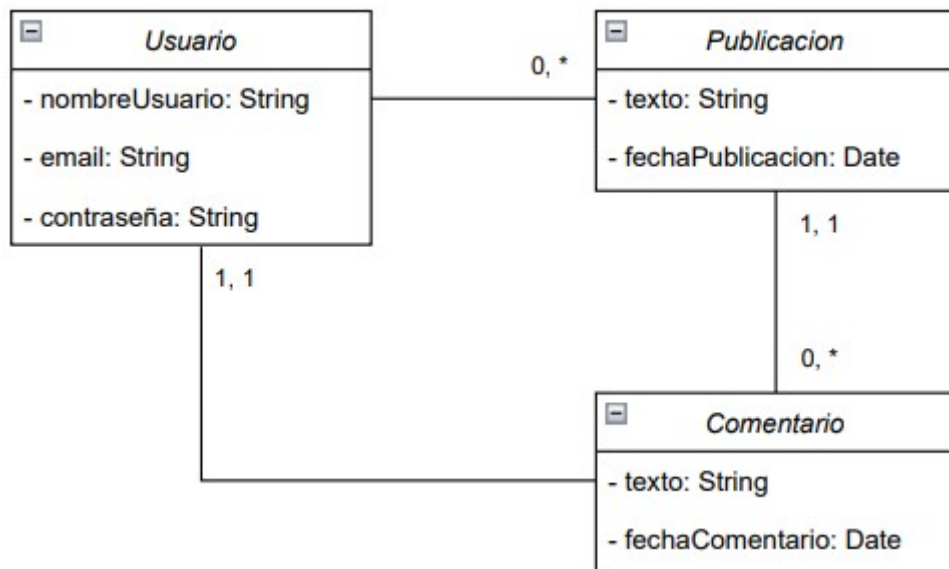 Usuario
- nombreUsuario: String
- email: String
- contraseña: String
1, 1
0, *
Publicacion
- texto: String
- fechaPublicacion: Date
1, 1
0, *
Comentario
- texto: String
- fechaComentario: Date